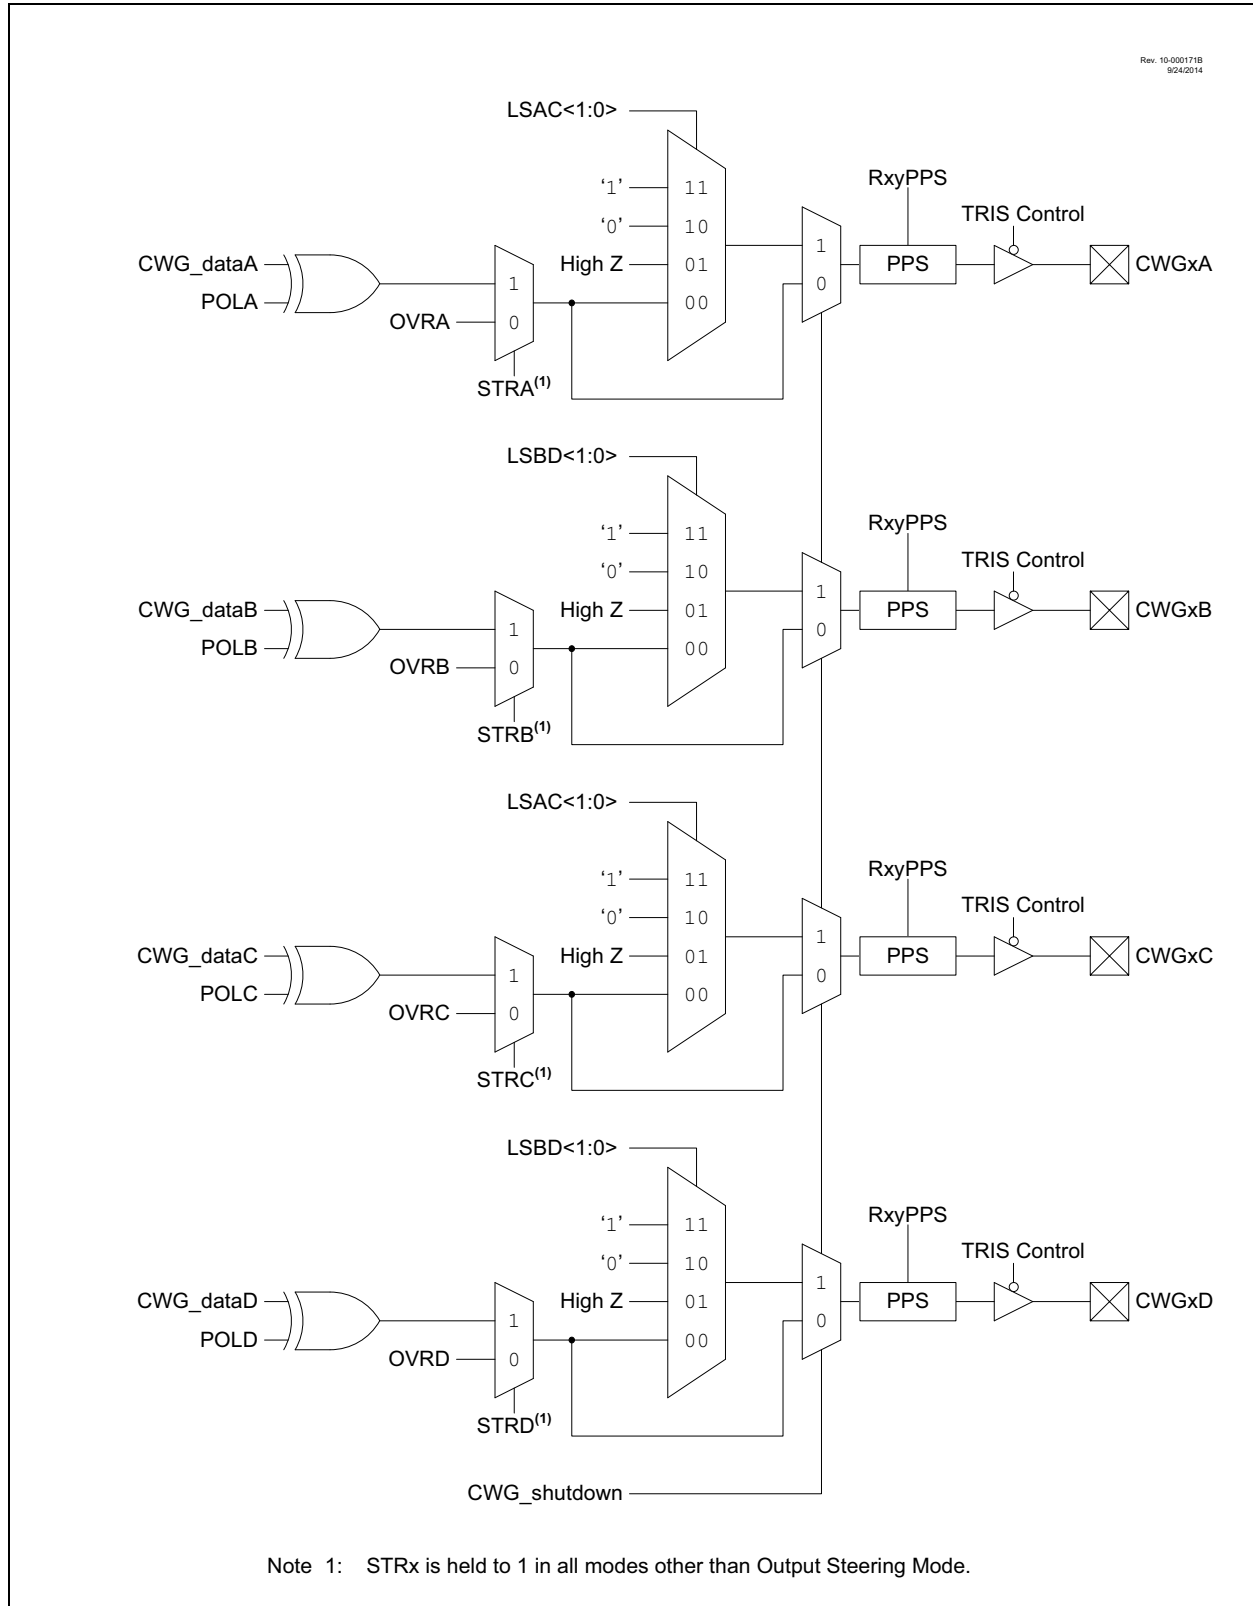 Rev. 10-000171B
9/24/2014
LSAC<1:0>
‘1’
11
‘0’
10
High Z
01
00
CWG_dataA
POLA
1
OVRA
0
STRA(1)
1
0
RxyPPS
PPS
TRIS Control
CWGxA
LSBD<1:0>
‘1’
11
‘0’
10
High Z
01
00
CWG_dataB
POLB
1
OVRB
0
STRB(1)
1
0
RxyPPS
PPS
TRIS Control
CWGxB
LSAC<1:0>
‘1’
11
‘0’
10
High Z
01
00
CWG_dataC
POLC
1
OVRC
0
STRC(1)
1
0
RxyPPS
PPS
TRIS Control
CWGxC
LSBD<1:0>
‘1’
11
‘0’
10
High Z
01
00
CWG_dataD
POLD
1
OVRD
0
STRD(1)
1
0
RxyPPS
PPS
TRIS Control
CWGxD
CWG_shutdown
Note 1: STRx is held to 1 in all modes other than Output Steering Mode.